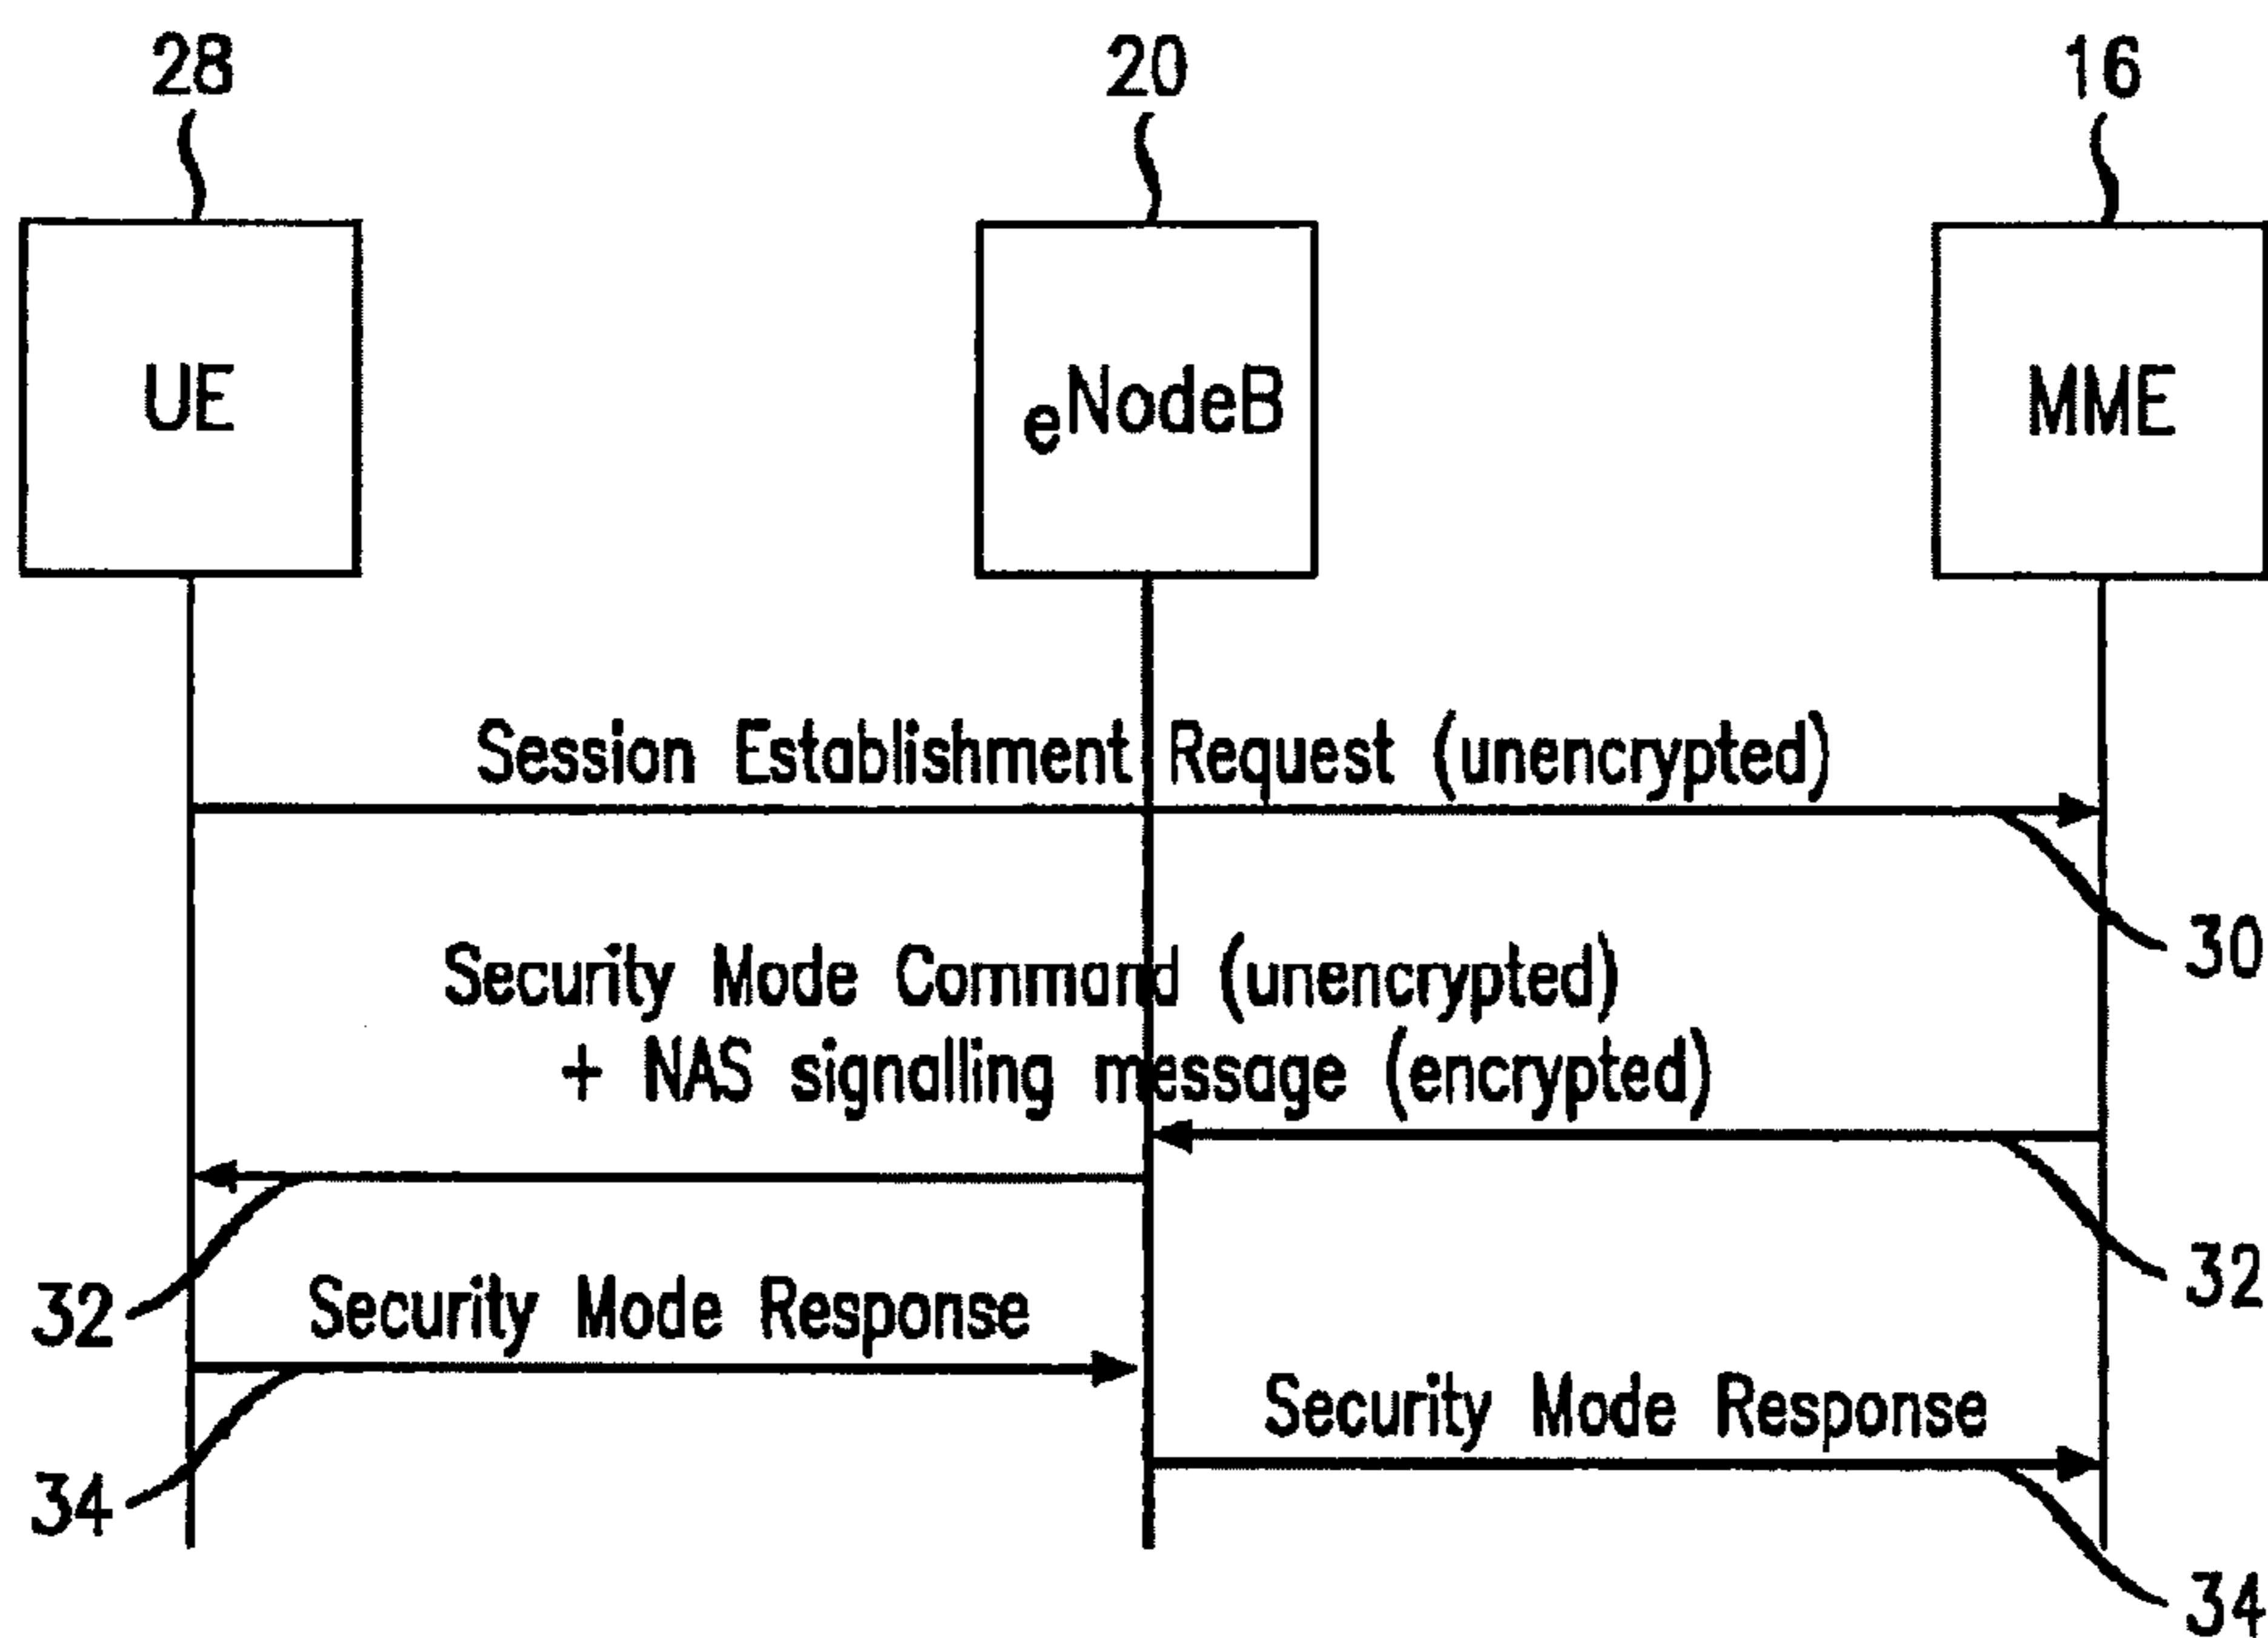 28
20
16
UE
eNodeB
MME
Session Establishment Request (unencrypted)
30
Security Mode Command (unencrypted)
+ NAS signalling message (encrypted)
32
32
Security Mode Response
Security Mode Response
34
34